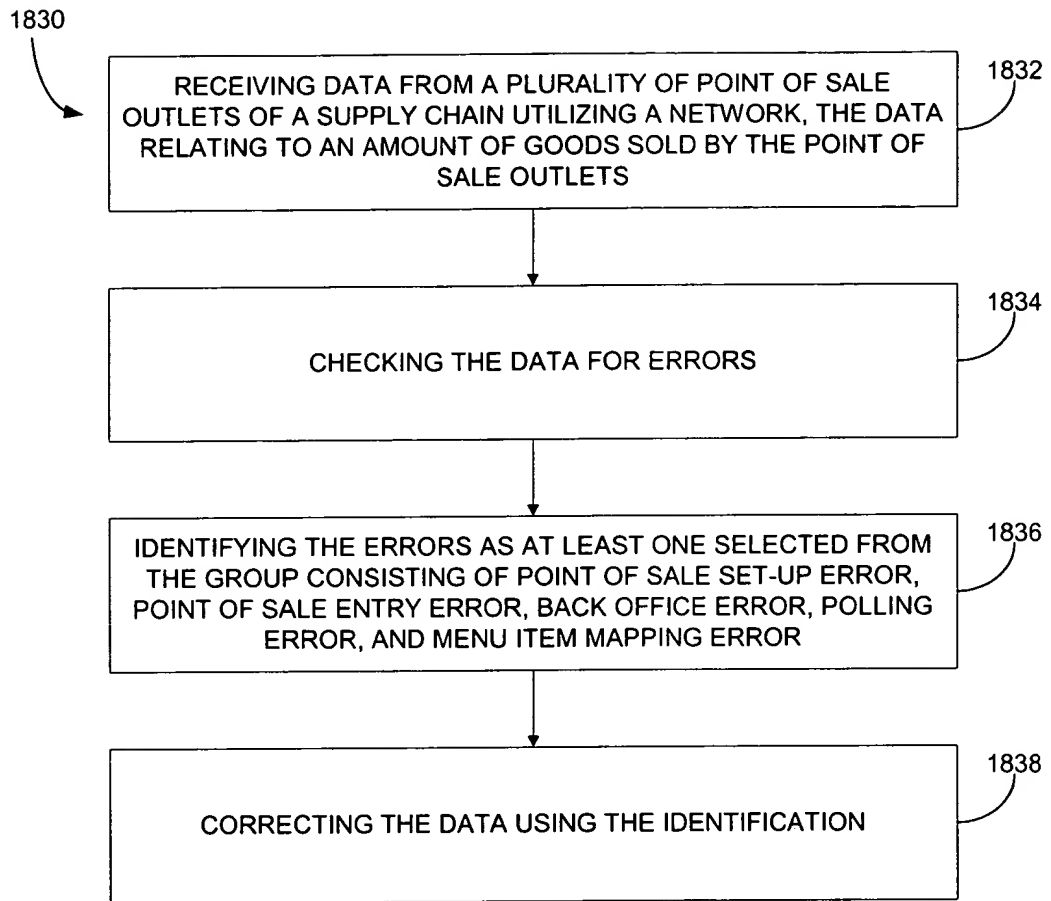 1830
RECEIVING DATA FROM A PLURALITY OF POINT OF SALE
OUTLETS OF A SUPPLY CHAIN UTILIZING A NETWORK, THE DATA
RELATING TO AN AMOUNT OF GOODS SOLD BY THE POINT OF
SALE OUTLETS
1832
CHECKING THE DATA FOR ERRORS
1834
IDENTIFYING THE ERRORS AS AT LEAST ONE SELECTED FROM
THE GROUP CONSISTING OF POINT OF SALE SET-UP ERROR,
POINT OF SALE ENTRY ERROR, BACK OFFICE ERROR, POLLING
ERROR, AND MENU ITEM MAPPING ERROR
1836
CORRECTING THE DATA USING THE IDENTIFICATION
1838